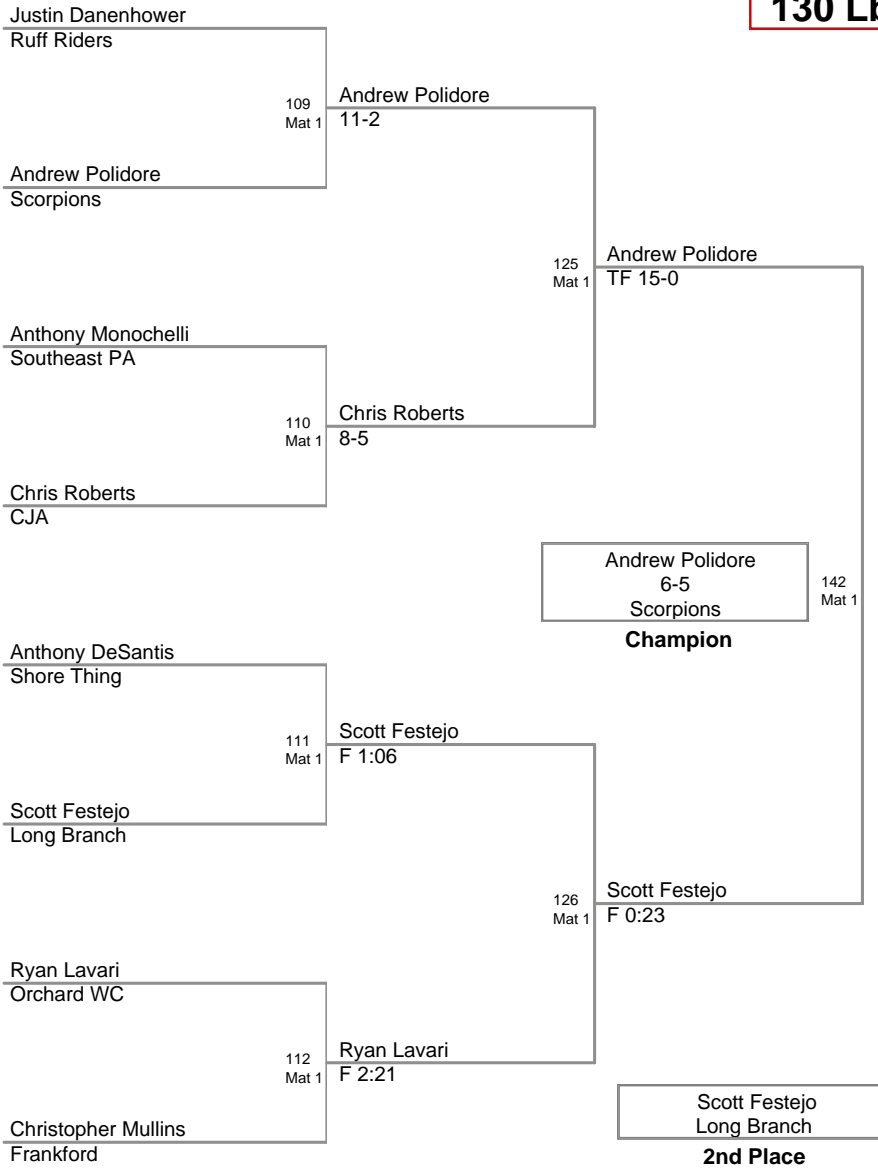 130 Lb
Justin Danenhower
Ruff Riders
109
Mat 1
Andrew Polidore
11-2
Andrew Polidore
Scorpions
125
Mat 1
Andrew Polidore
TF 15-0
Anthony Monochelli
Southeast PA
110
Mat 1
Chris Roberts
8-5
Chris Roberts
CJA
Andrew Polidore
6-5
Scorpions
Champion
142
Mat 1
Anthony DeSantis
Shore Thing
111
Mat 1
Scott Festejo
F 1:06
Scott Festejo
Long Branch
126
Mat 1
Scott Festejo
F 0:23
Ryan Lavari
Orchard WC
112
Mat 1
Ryan Lavari
F 2:21
Christopher Mullins
Frankford
Scott Festejo
Long Branch
2nd Place